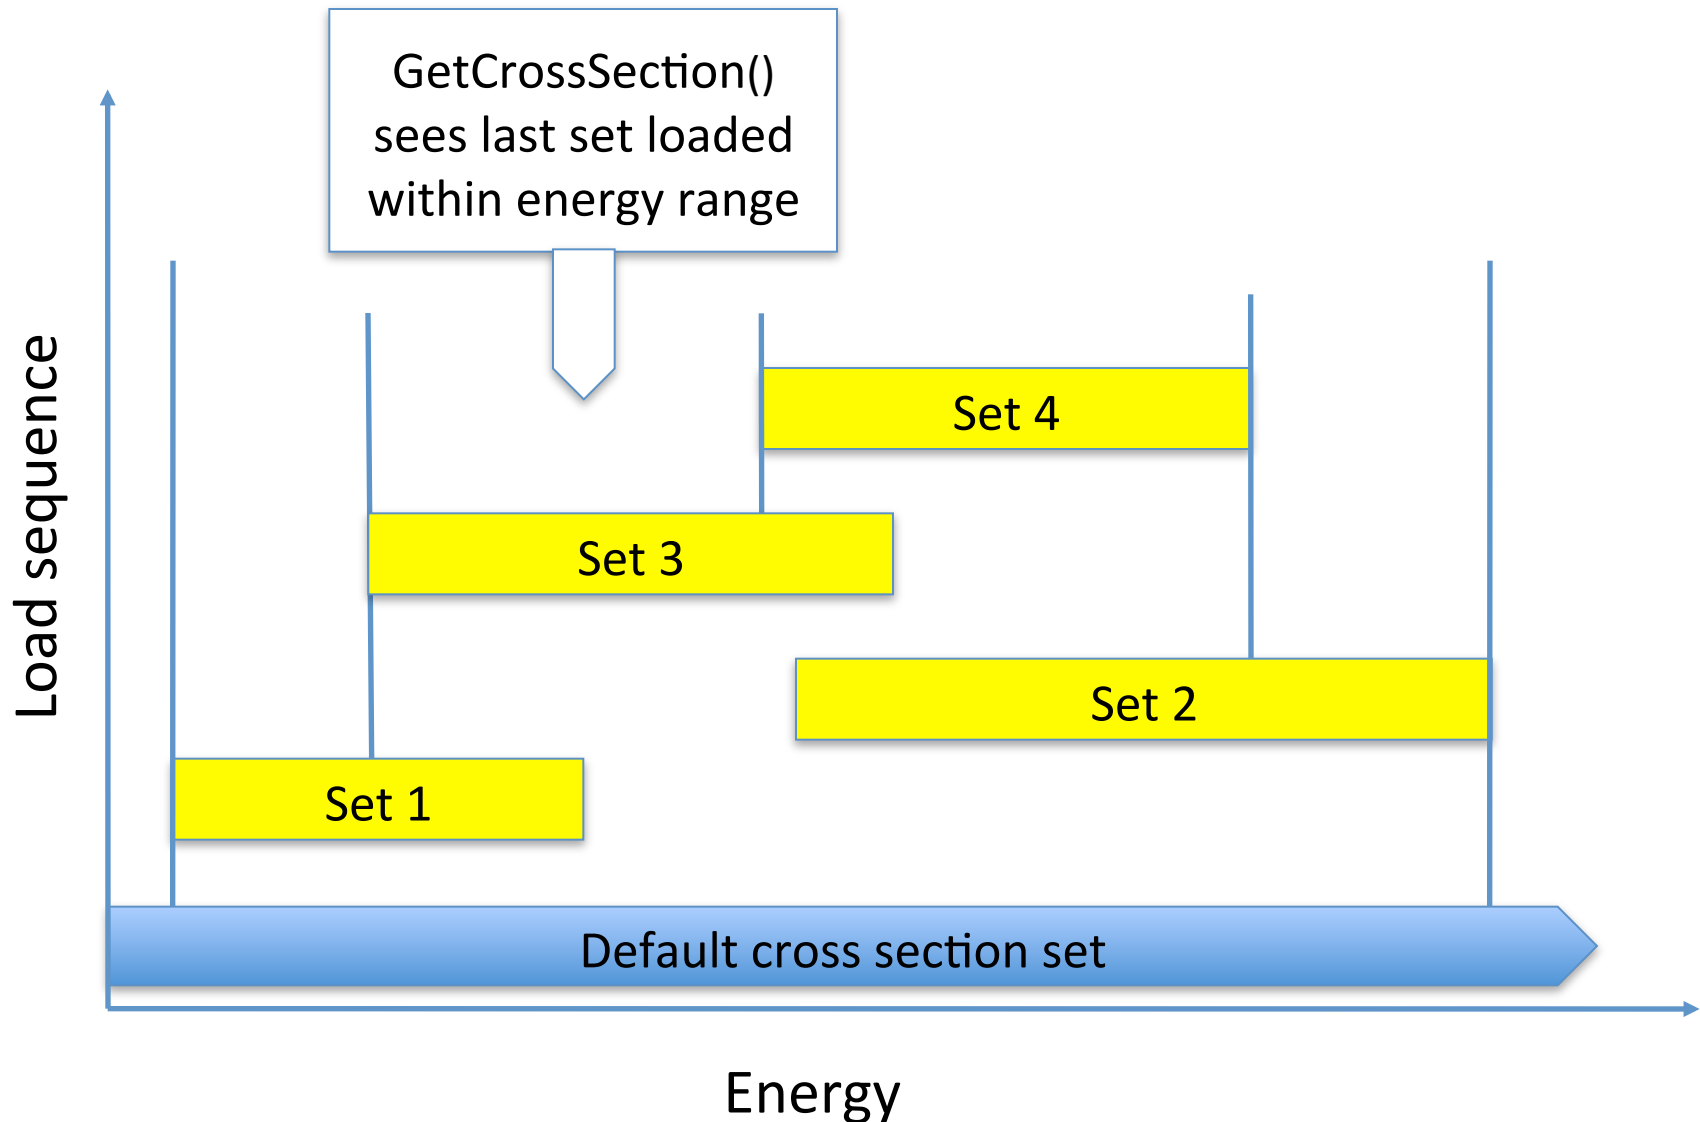 GetCrossSection()
sees last set loaded
within energy range
Load sequence
Set 4
Set 3
Set 2
Set 1
Default cross section set
Energy